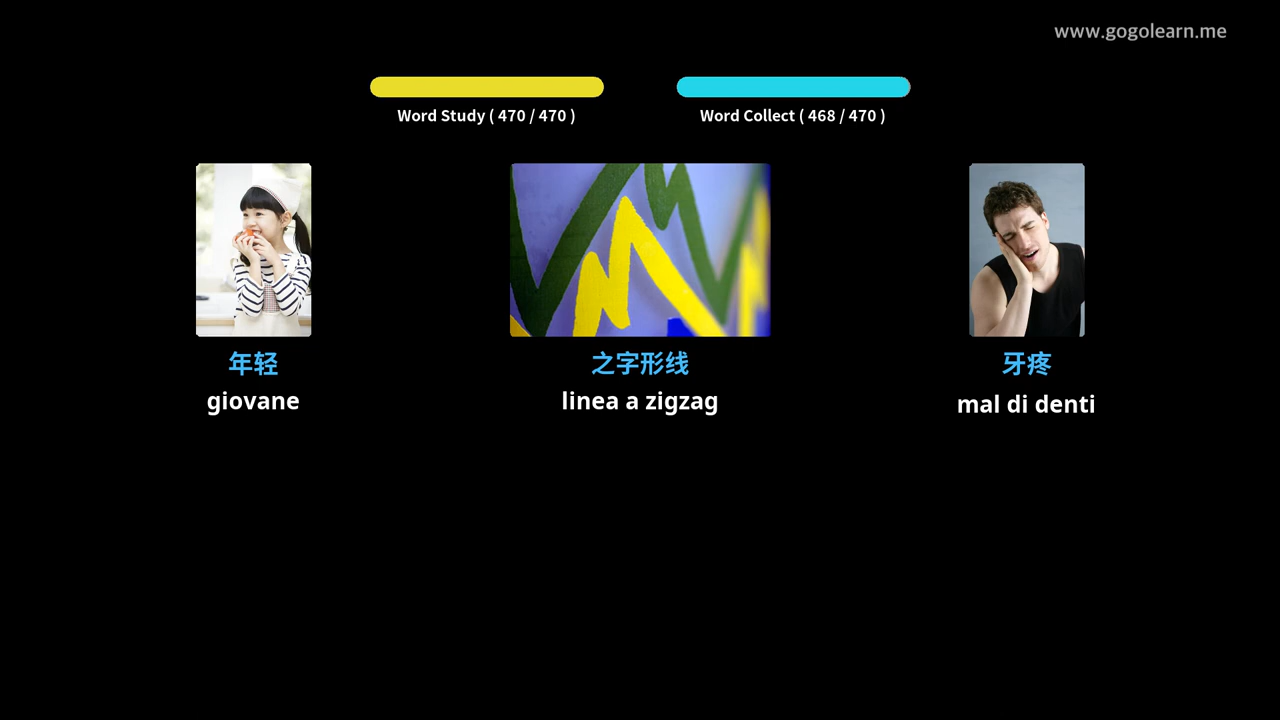 www.gogolearn.me
Word Study ( 470 / 470 )
Word Collect ( 468 / 470 )
年轻
giovane
之字形线
linea a zigzag
牙疼
mal di denti